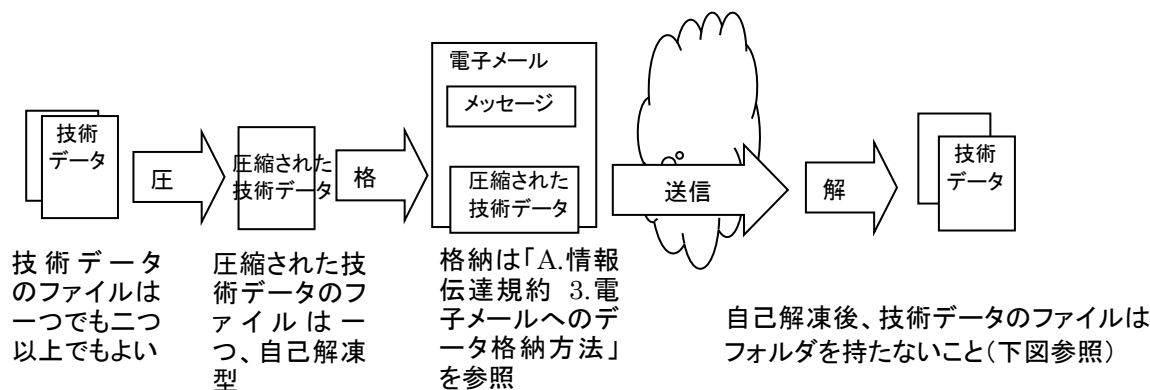 電子メール
メッセージ
技術
データ
圧
圧縮された
技術データ
格
圧縮された
技術データ
送信
解
技術
データ
技術データ
のファイルは
一つでも二つ
以上でもよい
圧縮された技
術データのフ
ァイルは一
つ、自己解凍
型
格納は「A.情報
伝達規約 3.電
子メールへのデ
ータ格納方法」
を参照
自己解凍後、技術データのファイルは
フォルダを持たないこと(下図参照)